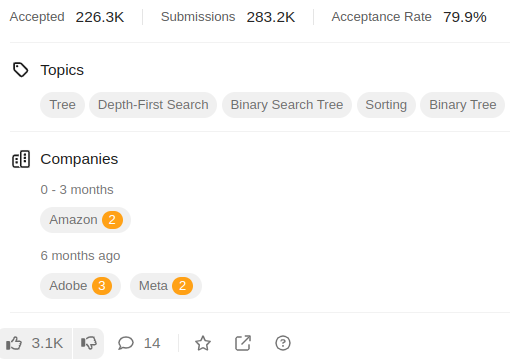 Accepted 226.3K Submissions 283.2K Acceptance Rate 79.9%
Topics
Tree Depth-First Search Binary Search Tree Sorting Binary Tree
Companies
0 - 3 months
Amazon 2
6 months ago
Adobe 3 Meta 2
3.1K 14